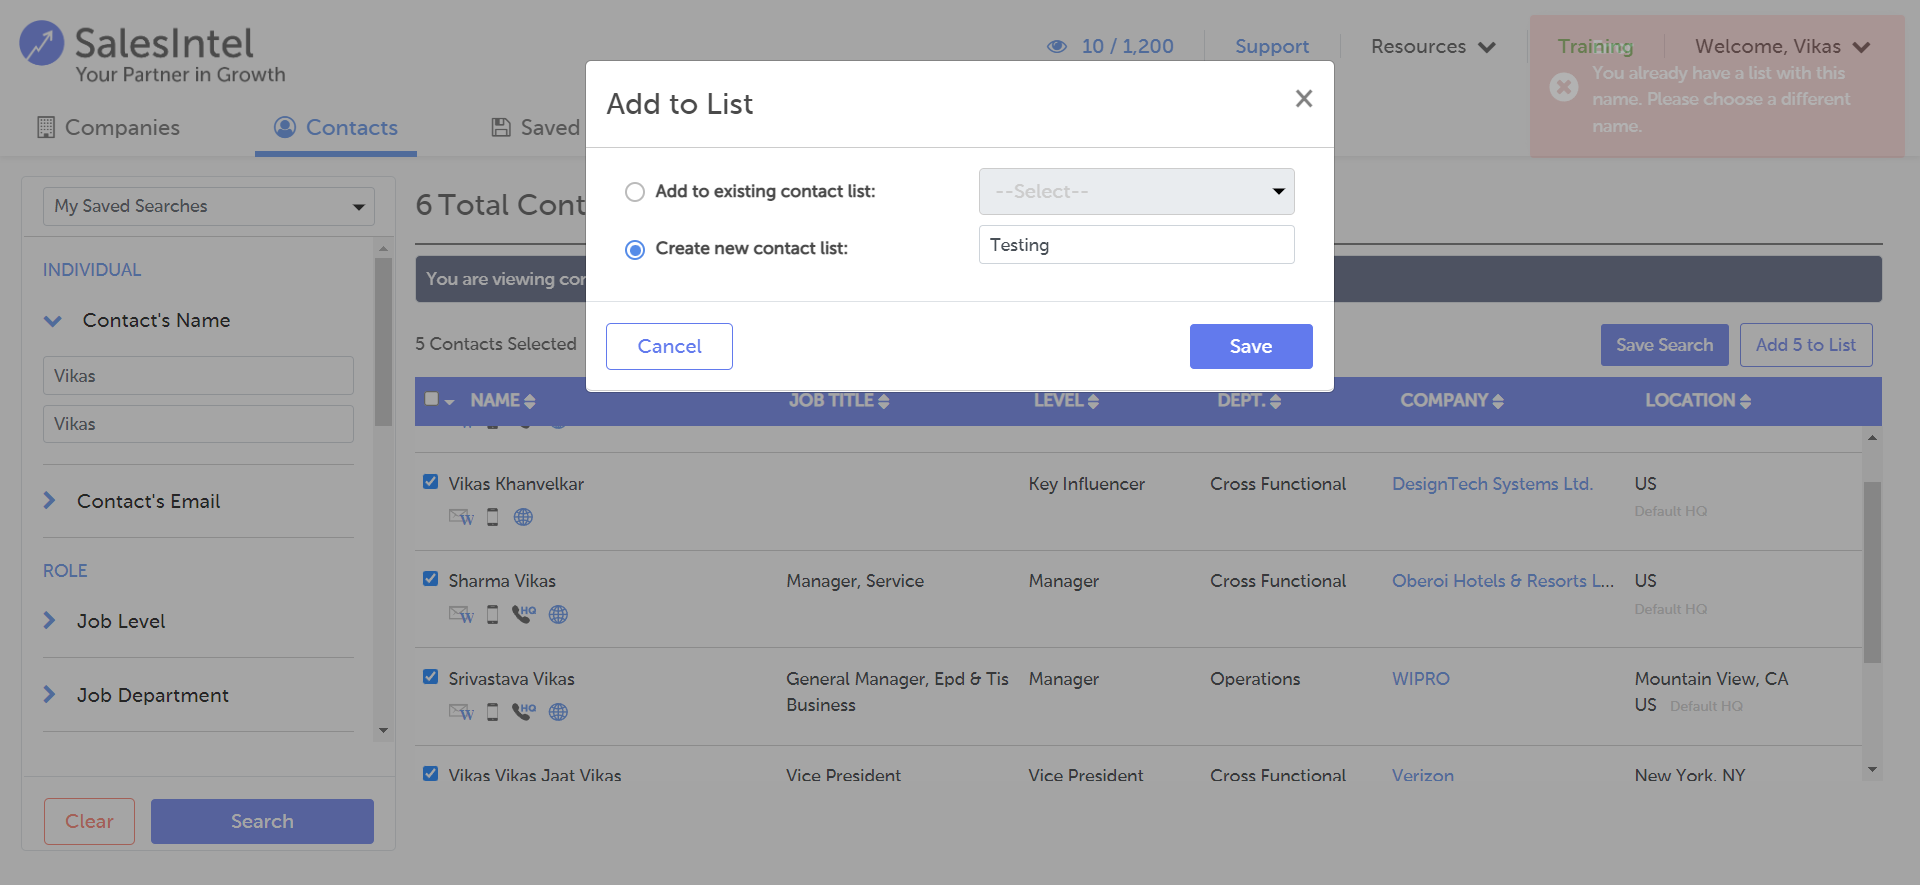 SalesIntel
Your Partner in Growth
10 / 1,200
Support
Resources
Training
Welcome, Vikas
You already have a list with this
name. Please choose a different
name.
Companies
Contacts
Saved
Add to List
×
Add to existing contact list:
--Select--
Create new contact list:
Testing
Cancel
Save
My Saved Searches
INDIVIDUAL
Contact's Name
Vikas
Vikas
Contact's Email
ROLE
Job Level
Job Department
Clear
Search
6 Total Cont
You are viewing cor
5 Contacts Selected
Save Search
Add 5 to List
NAME JOB TITLE LEVEL DEPT. COMPANY LOCATION
Vikas Khanvelkar Key Influencer Cross Functional DesignTech Systems Ltd. US
Default HQ
W
Sharma Vikas Manager, Service Manager Cross Functional Oberoi Hotels & Resorts L... US
Default HQ
W HQ
Srivastava Vikas General Manager, Epd & Tis Manager Operations WIPRO Mountain View, CA
Business US Default HQ
W HQ
Vikas Vikas Jaat Vikas Vice President Vice President Cross Functional Verizon New York, NY